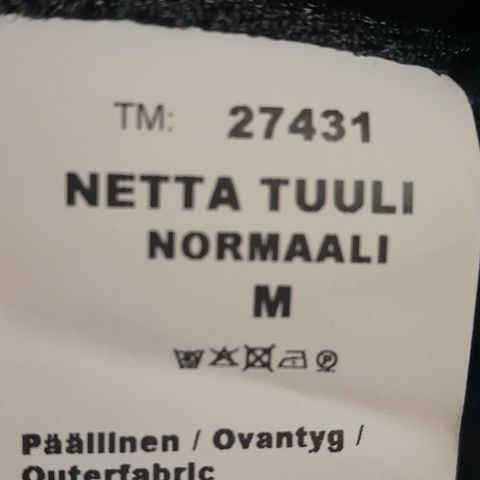 TM: 27431
NETTA TUULI
NORMAALI
M
Päällinen / Ovantyg /
Outerfabric